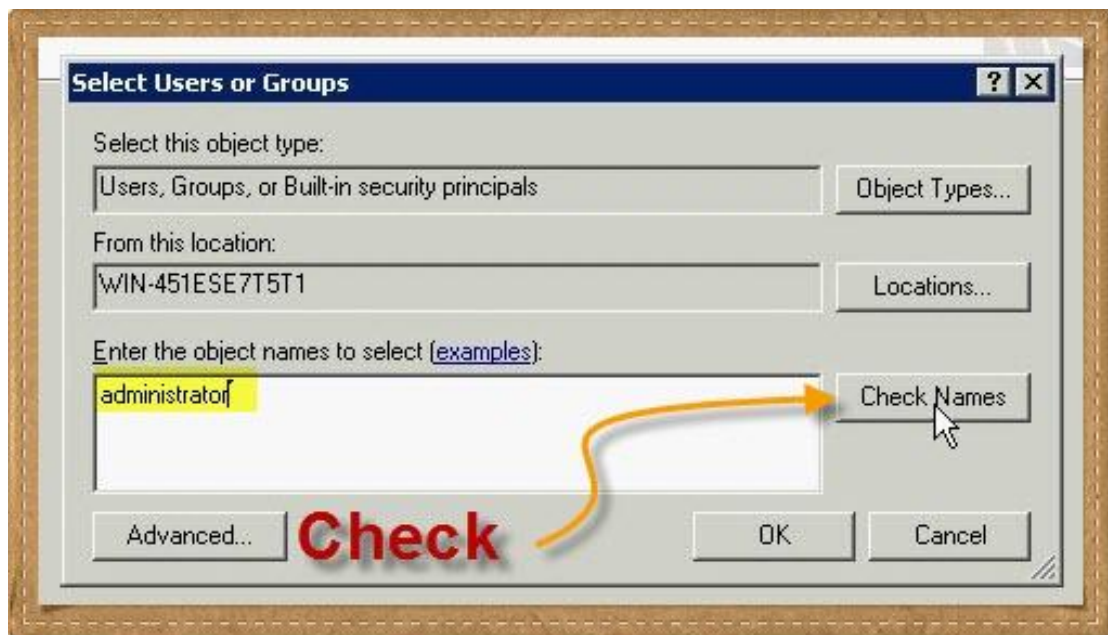 Select Users or Groups
Select this object type:
Users, Groups, or Built-in security principals
Object Types...
From this location:
WIN-451ESE7T5T1
Locations...
Enter the object names to select (examples):
administrator
Check Names
Advanced...
Check
OK
Cancel